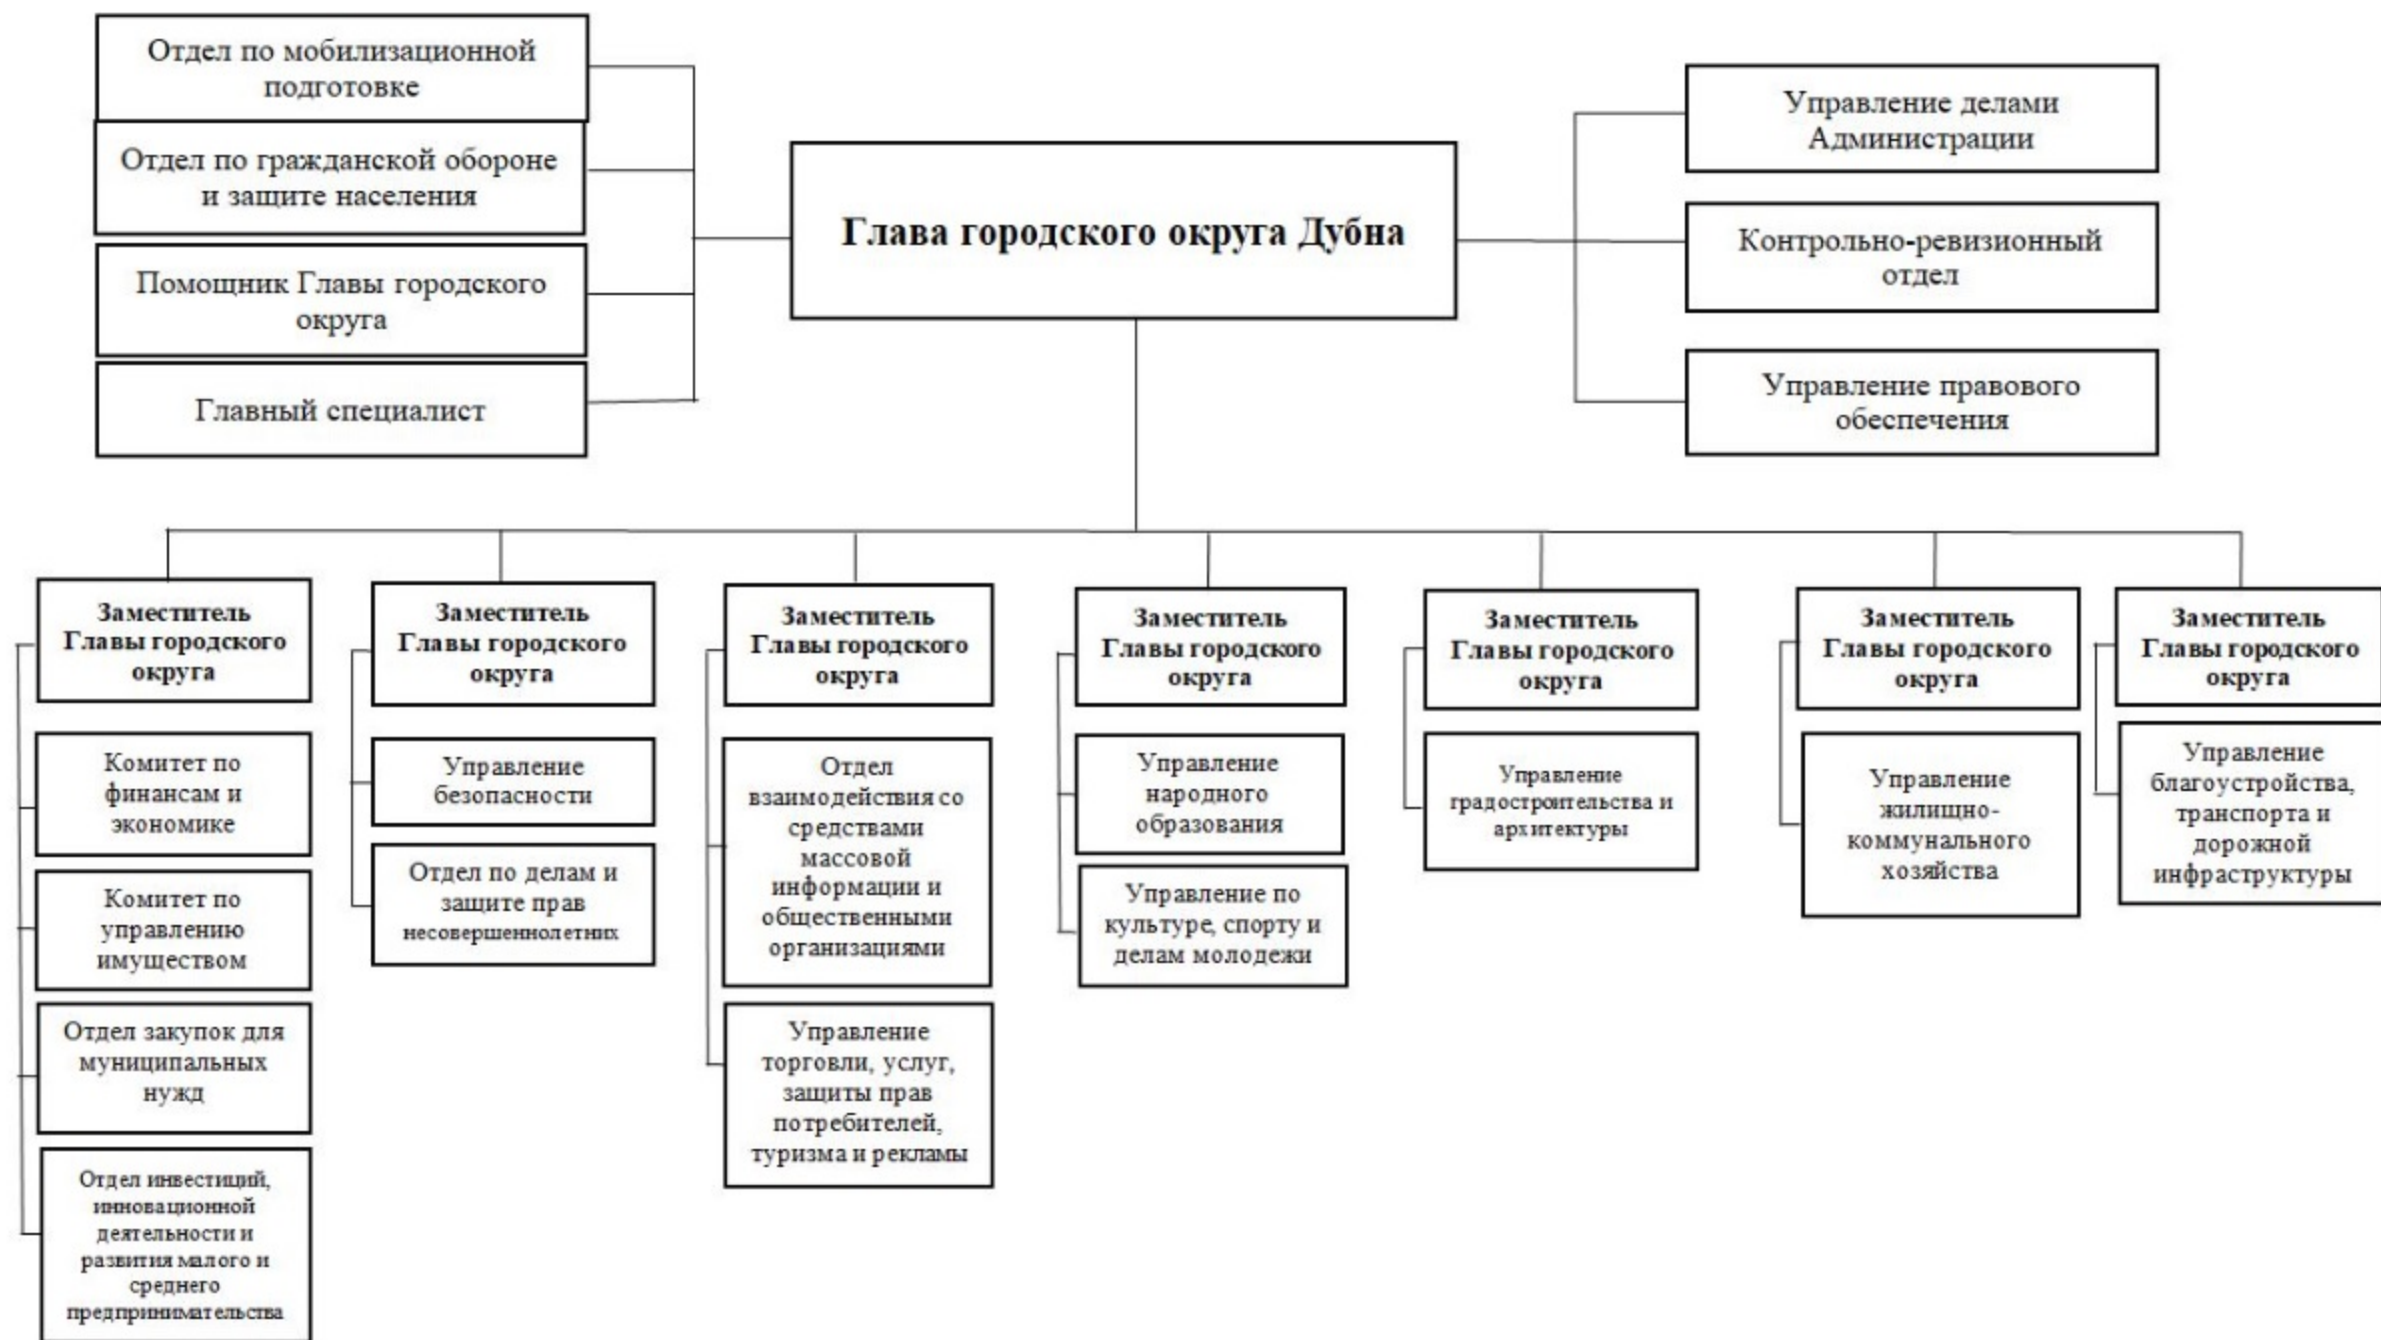 Отдел по мобилизационной
подготовке
Отдел по гражданской обороне
и защите населения
Помощник Главы городского
округа
Главный специалист
Глава городского округа Дубна
Управление делами
Администрации
Контрольно-ревизионный
отдел
Управление правового
обеспечения
Заместитель
Главы городского
округа
Комитет по
финансам и
экономике
Комитет по
управлению
имуществом
Отдел закупок для
муниципальных
нужд
Отдел инвестиций,
инновационной
деятельности и
развития малого и
среднего
предпринимательства
Заместитель
Главы городского
округа
Управление
безопасности
Отдел по делам и
защите прав
несовершеннолетних
Заместитель
Главы городского
округа
Отдел
взаимодействия со
средствами
массовой
информации и
общественными
организациями
Управление
торговли, услуг,
защиты прав
потребителей,
туризма и рекламы
Заместитель
Главы городского
округа
Управление
народного
образования
Управление по
культуре, спорту и
делам молодежи
Заместитель
Главы городского
округа
Управление
градостроительства и
архитектуры
Заместитель
Главы городского
округа
Управление
жилищно-
коммунального
хозяйства
Заместитель
Главы городского
округа
Управление
благоустройства,
транспорта и
дорожной
инфраструктуры